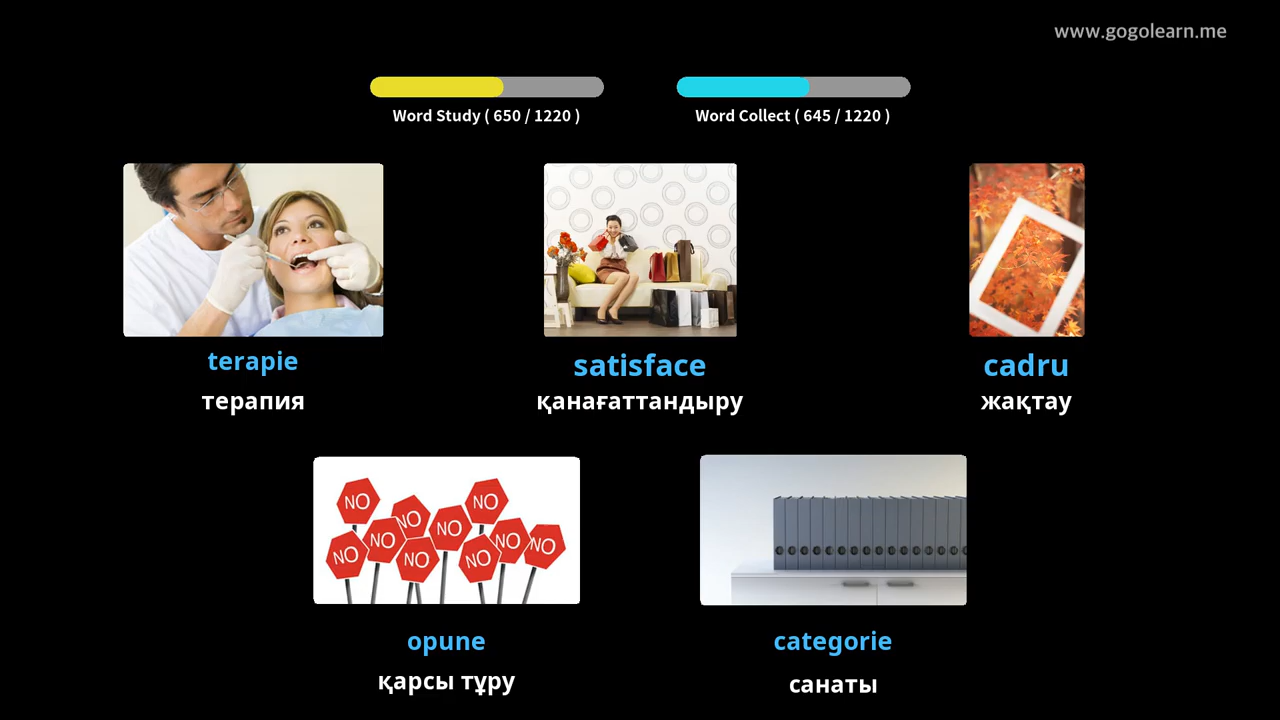 www.gogolearn.me
Word Study ( 650 / 1220 )
Word Collect ( 645 / 1220 )
terapie
терапия
satisface
қанағаттандыру
cadru
жақтау
NO
NO
NO
NO
NO
NO
NO
NO
NO
NO
opune
қарсы тұру
categorie
санаты